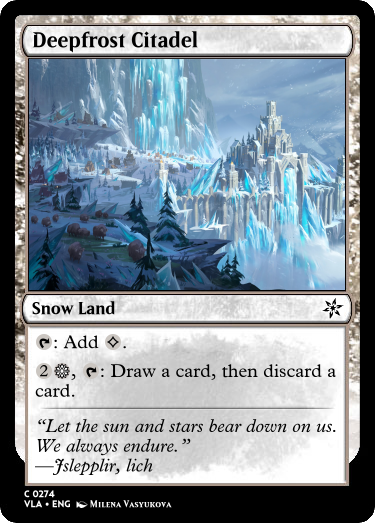 Deepfrost Citadel
Snow Land
: Add .
2 , : Draw a card, then discard a
card.
“Let the sun and stars bear down on us.
We always endure.”
—Jslepplir, lich
C 0274
VLA • ENG Milena Vasyukova